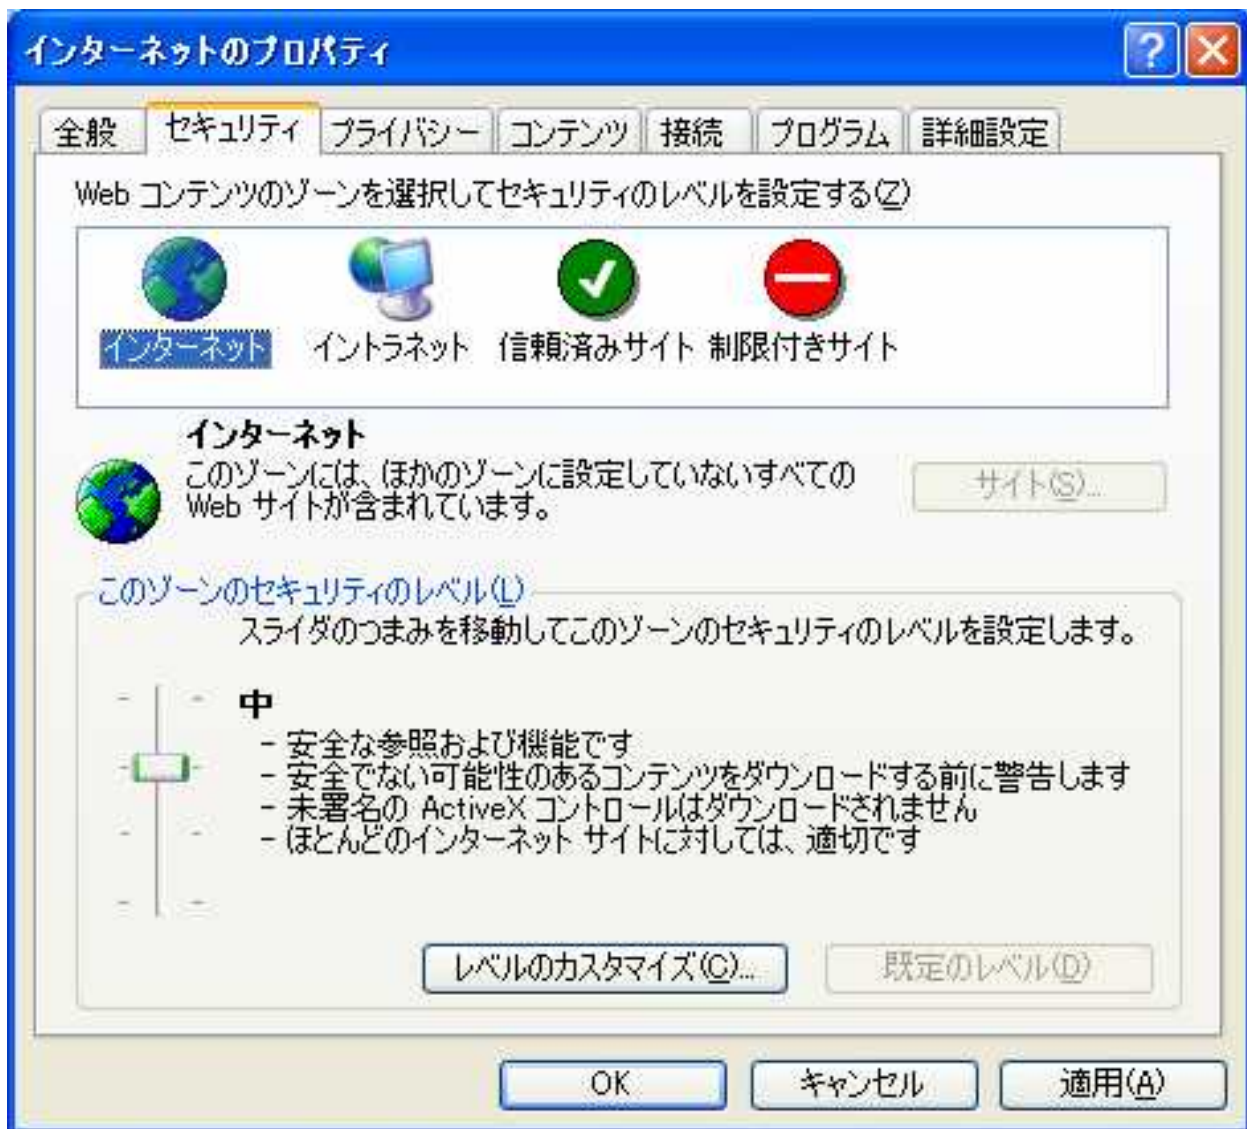 インターネットのプロパティ
全般 セキュリティ プライバシー コンテンツ 接続 プログラム 詳細設定
Web コンテンツのゾーンを選択してセキュリティのレベルを設定する(Z)
インターネット イントラネット 信頼済みサイト 制限付きサイト
インターネット
このゾーンには、ほかのゾーンに設定していないすべての
Web サイトが含まれています。
サイト(S)...
このゾーンのセキュリティのレベル(L)
スライダのつまみを移動してこのゾーンのセキュリティのレベルを設定します。
中
- 安全な参照および機能です
- 安全でない可能性のあるコンテンツをダウンロードする前に警告します
- 未署名の ActiveX コントロールはダウンロードされません
- ほとんどのインターネット サイトに対しては、適切です
レベルのカスタマイズ(C)... 既定のレベル(D)
OK キャンセル 適用(A)